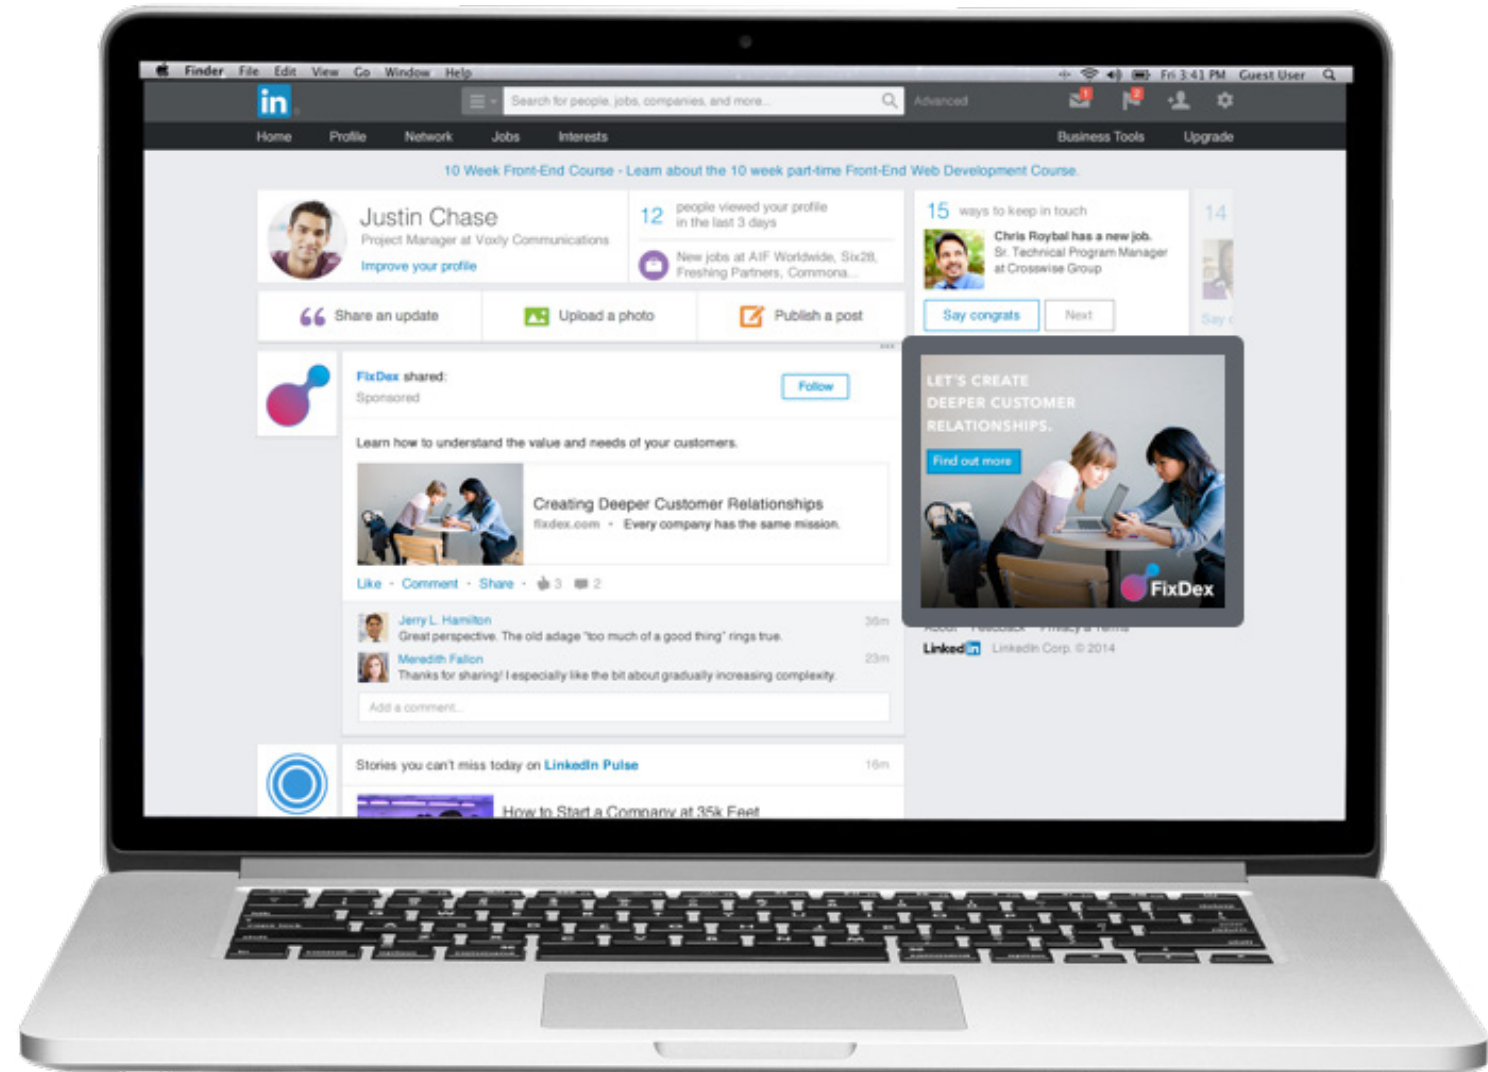 Finder File Edit View Go Window Help
Fri 3:41 PM Guest User
in
Search for people, jobs, companies, and more...
Advanced
1
2
Home Profile Network Jobs Interests
Business Tools Upgrade
10 Week Front-End Course - Learn about the 10 week part-time Front-End Web Development Course.
Justin Chase
Project Manager at Voxly Communications
Improve your profile
12 people viewed your profile
in the last 3 days
New jobs at AIF Worldwide, Six28,
Freshing Partners, Commona...
15 ways to keep in touch
Chris Roybal has a new job.
Sr. Technical Program Manager
at Crosswise Group
Say congrats Next
14
Say c
Share an update
Upload a photo
Publish a post
FixDex shared:
Sponsored
Follow
Learn how to understand the value and needs of your customers.
Creating Deeper Customer Relationships
fixdex.com • Every company has the same mission.
Like • Comment • Share • 3 2
Jerry L. Hamilton 36m
Great perspective. The old adage "too much of a good thing" rings true.
Meredith Fallon 23m
Thanks for sharing! I especially like the bit about gradually increasing complexity.
Add a comment...
LET'S CREATE
DEEPER CUSTOMER
RELATIONSHIPS.
Find out more
FixDex
About Feedback Privacy & Terms
LinkedIn LinkedIn Corp. © 2014
Stories you can't miss today on LinkedIn Pulse 16m
How to Start a Company at 35k Feet